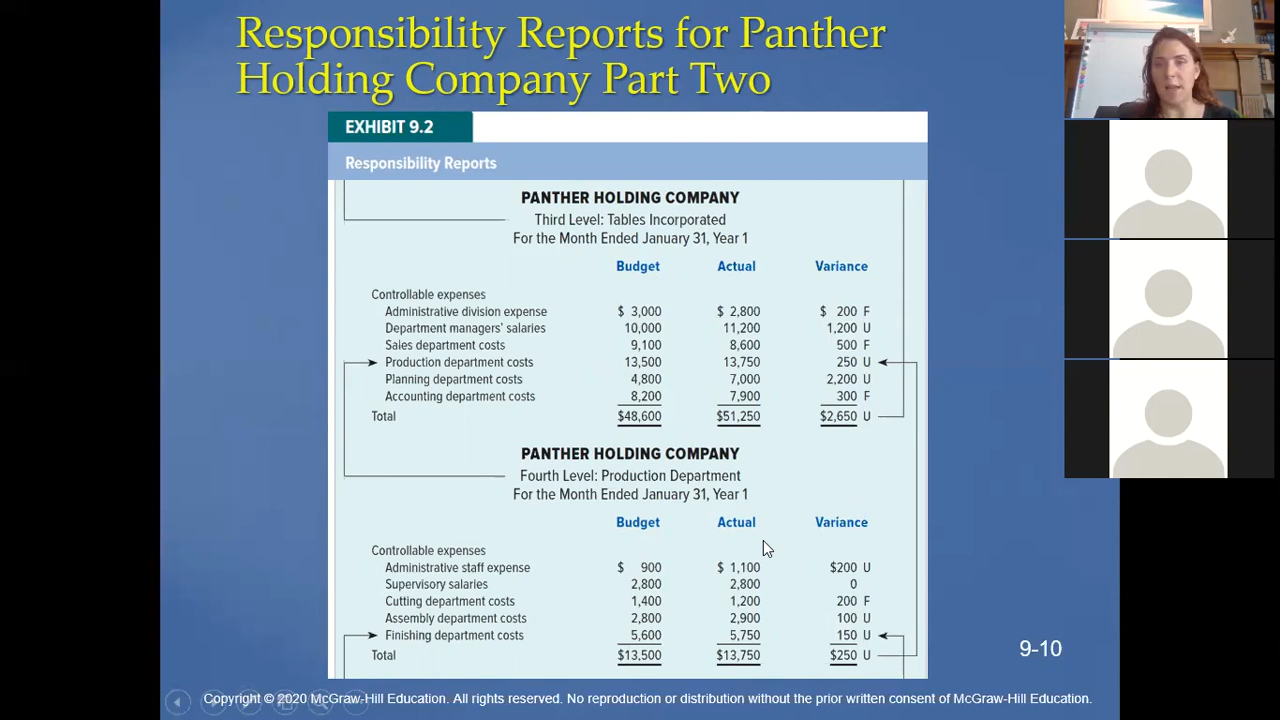 Responsibility Reports for Panther
Holding Company Part Two
EXHIBIT 9.2
Responsibility Reports
PANTHER HOLDING COMPANY
Third Level: Tables Incorporated
For the Month Ended January 31, Year 1
Budget Actual Variance
Controllable expenses
Administrative division expense $ 3,000 $ 2,800 $ 200 F
Department managers' salaries 10,000 11,200 1,200 U
Sales department costs 9,100 8,600 500 F
Production department costs 13,500 13,750 250 U
Planning department costs 4,800 7,000 2,200 U
Accounting department costs 8,200 7,900 300 F
Total $48,600 $51,250 $2,650 U
PANTHER HOLDING COMPANY
Fourth Level: Production Department
For the Month Ended January 31, Year 1
Budget Actual Variance
Controllable expenses
Administrative staff expense $ 900 $ 1,100 $200 U
Supervisory salaries 2,800 2,800 0
Cutting department costs 1,400 1,200 200 F
Assembly department costs 2,800 2,900 100 U
Finishing department costs 5,600 5,750 150 U
Total $13,500 $13,750 $250 U
9-10
Copyright © 2020 McGraw-Hill Education. All rights reserved. No reproduction or distribution without the prior written consent of McGraw-Hill Education.